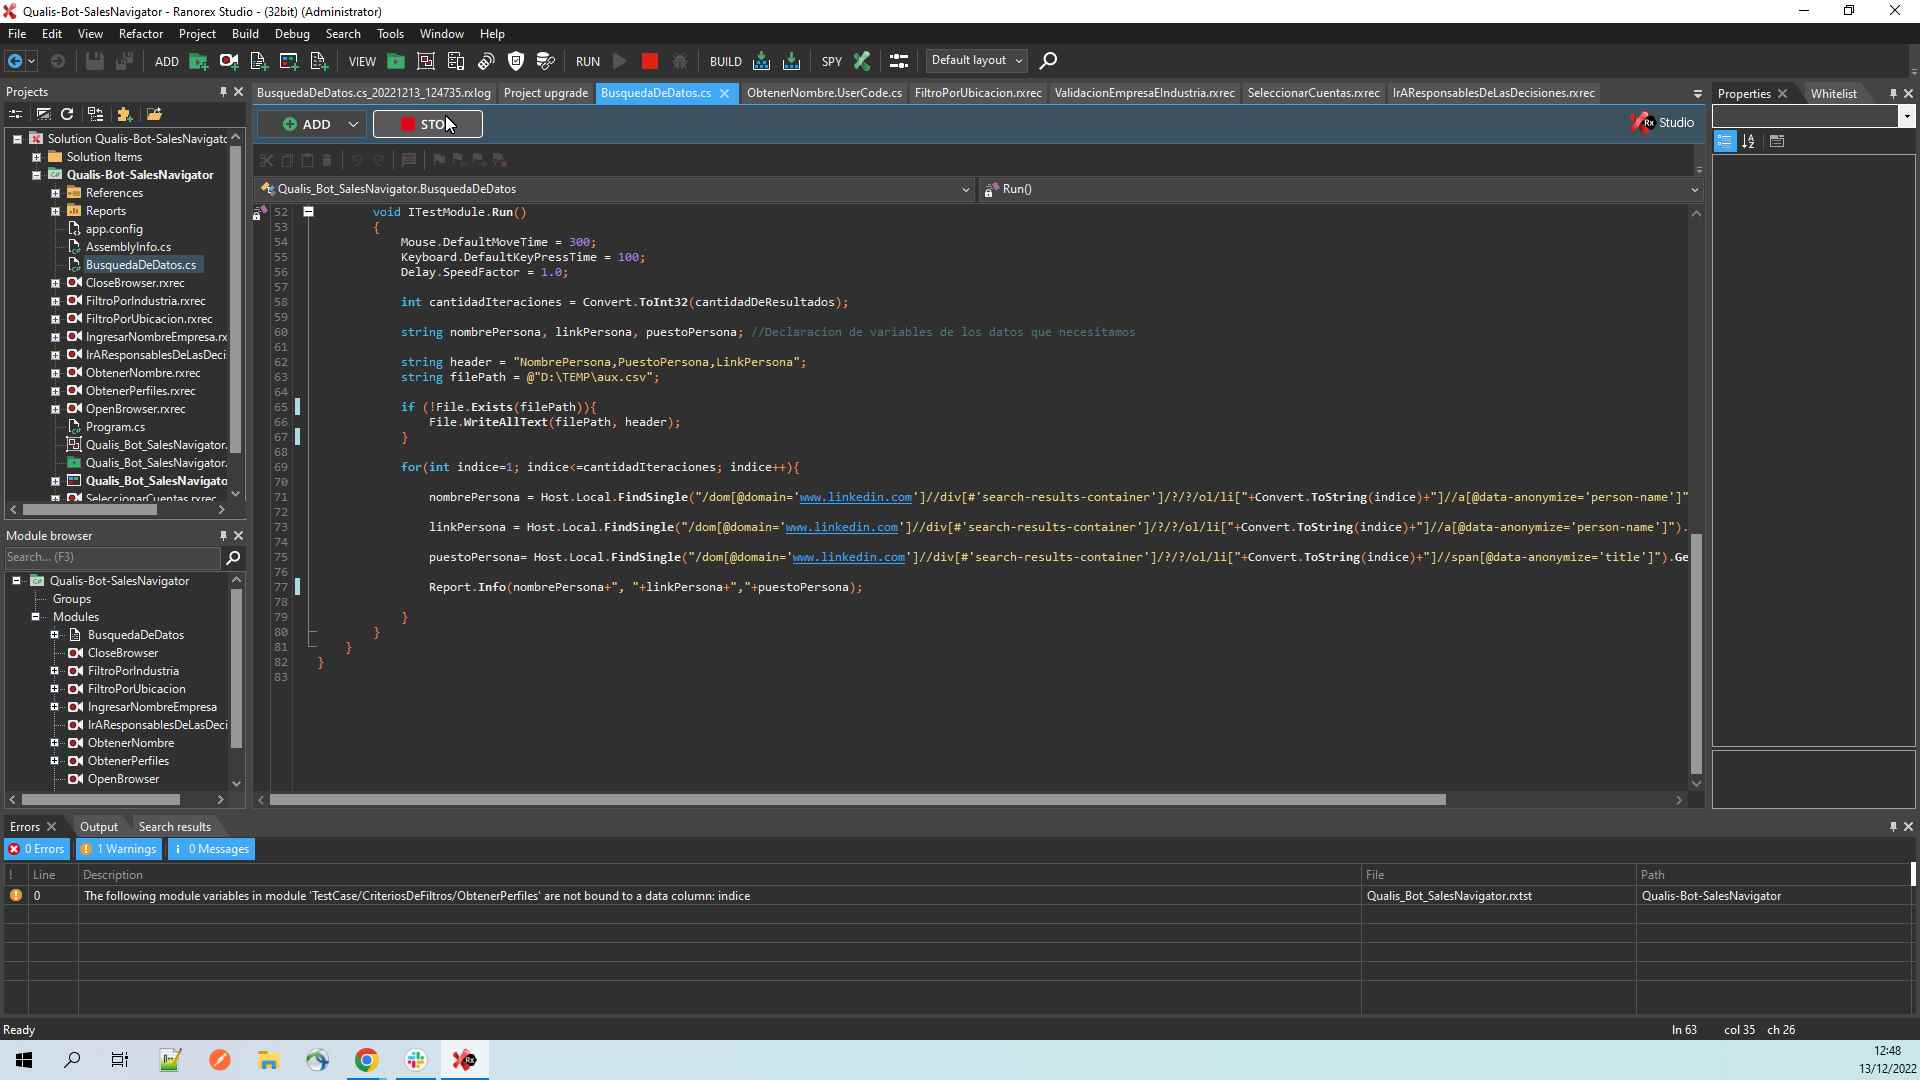 Qualis-Bot-SalesNavigator - Ranorex Studio - (32bit) (Administrator)
File Edit View Refactor Project Build Debug Search Tools Window Help
ADD VIEW RUN BUILD SPY Default layout
Projects
Solution Qualis-Bot-SalesNavigato
Solution Items
Qualis-Bot-SalesNavigator
References
Reports
app.config
AssemblyInfo.cs
BusquedaDeDatos.cs
CloseBrowser.rxrec
FiltroPorIndustria.rxrec
FiltroPorUbicacion.rxrec
IngresarNombreEmpresa.rx
IrAResponsablesDeLasDeci
ObtenerNombre.rxrec
ObtenerPerfiles.rxrec
OpenBrowser.rxrec
Program.cs
Qualis_Bot_SalesNavigator.
Qualis_Bot_SalesNavigator.
Qualis_Bot_SalesNavigato
SeleccionarCuentas.rxrec
Module browser
Search... (F3)
Qualis-Bot-SalesNavigator
Groups
Modules
BusquedaDeDatos
CloseBrowser
FiltroPorIndustria
FiltroPorUbicacion
IngresarNombreEmpresa
IrAResponsablesDeLasDeci
ObtenerNombre
ObtenerPerfiles
OpenBrowser
BusquedaDeDatos.cs_20221213_124735.rxlog Project upgrade BusquedaDeDatos.cs ObtenerNombre.UserCode.cs FiltroPorUbicacion.rxrec ValidacionEmpresaEIndustria.rxrec SeleccionarCuentas.rxrec IrAResponsablesDeLasDecisiones.rxrec
ADD STO Rx Studio
Qualis_Bot_SalesNavigator.BusquedaDeDatos Run()
52 void ITestModule.Run()
53 {
54 Mouse.DefaultMoveTime = 300;
55 Keyboard.DefaultKeyPressTime = 100;
56 Delay.SpeedFactor = 1.0;
57
58 int cantidadIteraciones = Convert.ToInt32(cantidadDeResultados);
59
60 string nombrePersona, linkPersona, puestoPersona; //Declaracion de variables de los datos que necesitamos
61
62 string header = "NombrePersona,PuestoPersona,LinkPersona";
63 string filePath = @"D:\TEMP\aux.csv";
64
65 if (!File.Exists(filePath)){
66 File.WriteAllText(filePath, header);
67 }
68
69 for(int indice=1; indice<=cantidadIteraciones; indice++){
70
71 nombrePersona = Host.Local.FindSingle("/dom[@domain='www.linkedin.com']//div[#'search-results-container']/?/?/ol/li["+Convert.ToString(indice)+"]//a[@data-anonymize='person-name']"
72
73 linkPersona = Host.Local.FindSingle("/dom[@domain='www.linkedin.com']//div[#'search-results-container']/?/?/ol/li["+Convert.ToString(indice)+"]//a[@data-anonymize='person-name']").
74
75 puestoPersona= Host.Local.FindSingle("/dom[@domain='www.linkedin.com']//div[#'search-results-container']/?/?/ol/li["+Convert.ToString(indice)+"]//span[@data-anonymize='title']").Ge
76
77 Report.Info(nombrePersona+", "+linkPersona+","+puestoPersona);
78
79 }
80 }
81 }
82 }
83
Properties Whitelist
Errors Output Search results
0 Errors 1 Warnings 0 Messages
! Line Description File Path
0 The following module variables in module 'TestCase/CriteriosDeFiltros/ObtenerPerfiles' are not bound to a data column: indice Qualis_Bot_SalesNavigator.rxtst Qualis-Bot-SalesNavigator
Ready ln 63 col 35 ch 26
12:48
13/12/2022